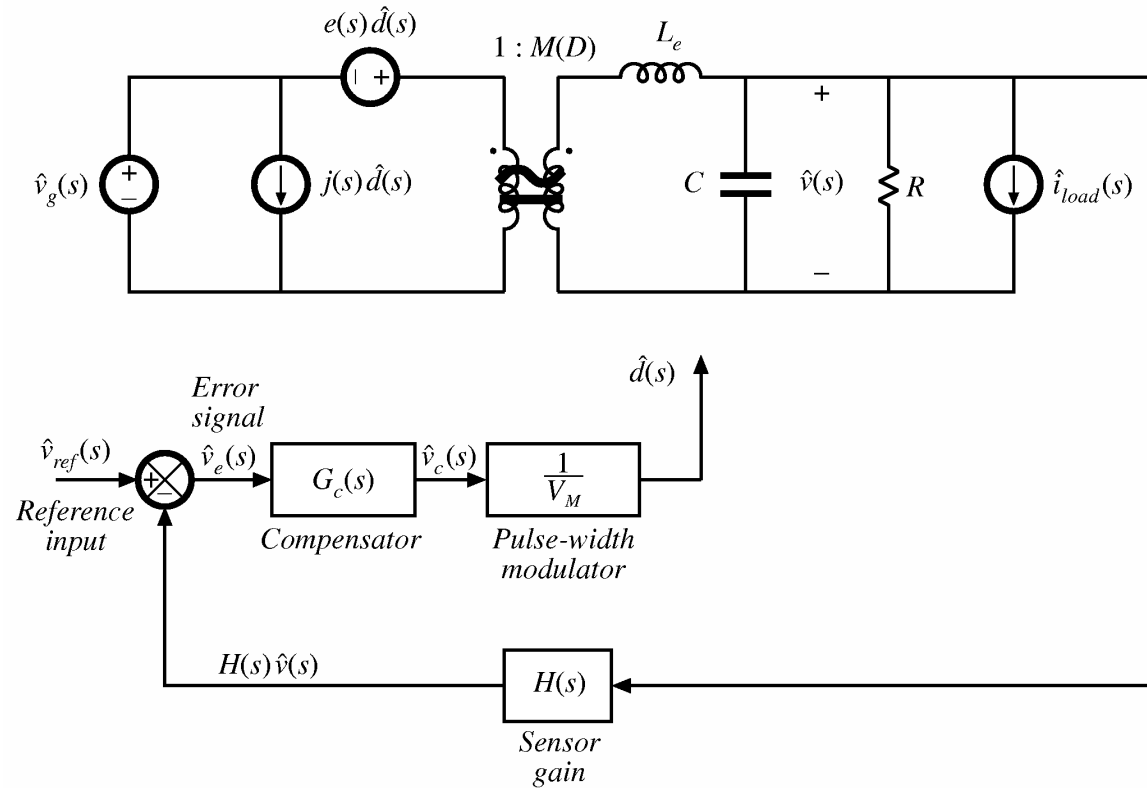 e(s) d̂(s)
1 : M(D)
L_e
+
v̂_g(s)
+
−
j(s) d̂(s)
C
v̂(s)
R
î_load(s)
−
d̂(s)
Error
signal
v̂_ref(s)
v̂_e(s)
G_c(s)
v̂_c(s)
1
V_M
+
−
Reference
input
Compensator
Pulse-width
modulator
H(s) v̂(s)
H(s)
Sensor
gain